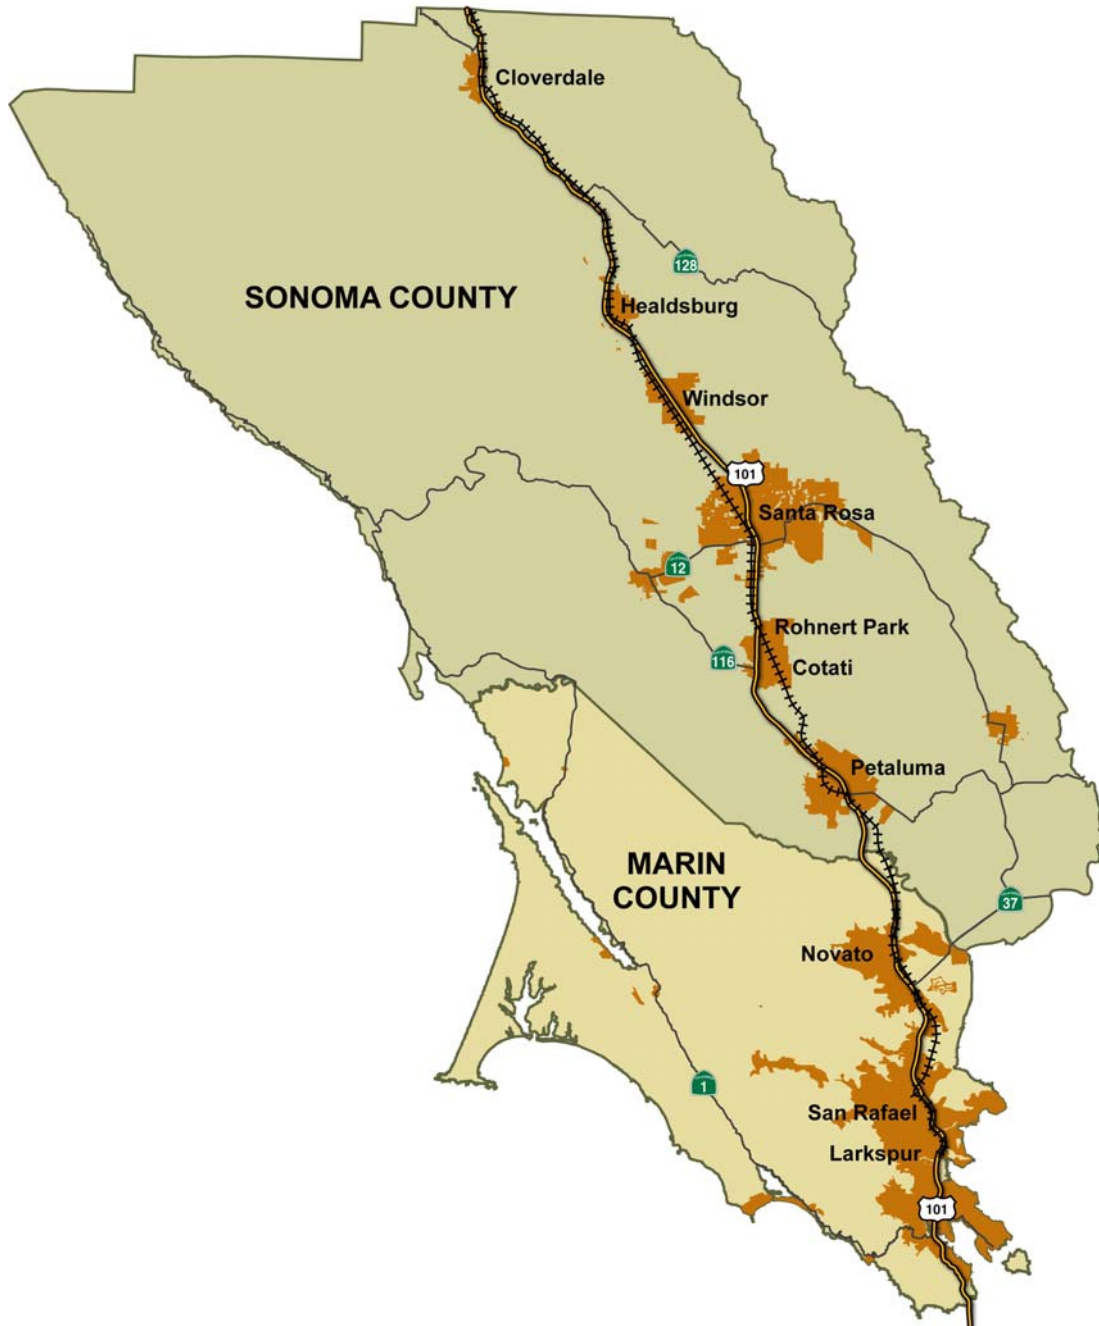 Cloverdale
128
SONOMA COUNTY
Healdsburg
Windsor
101
Santa Rosa
12
Rohnert Park
116
Cotati
Petaluma
MARIN
COUNTY
37
Novato
1
San Rafael
Larkspur
101